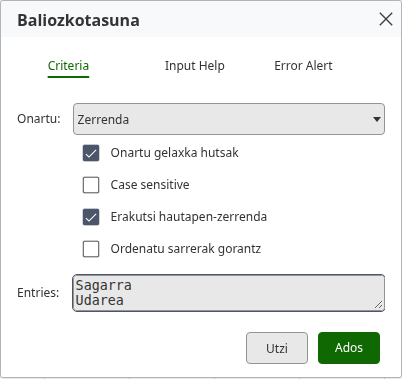 Baliozkotasuna
Criteria Input Help Error Alert
Onartu: Zerrenda
Onartu gelaxka hutsak
Case sensitive
Erakutsi hautapen-zerrenda
Ordenatu sarrerak gorantz
Entries: Sagarra
Udarea
Utzi Ados